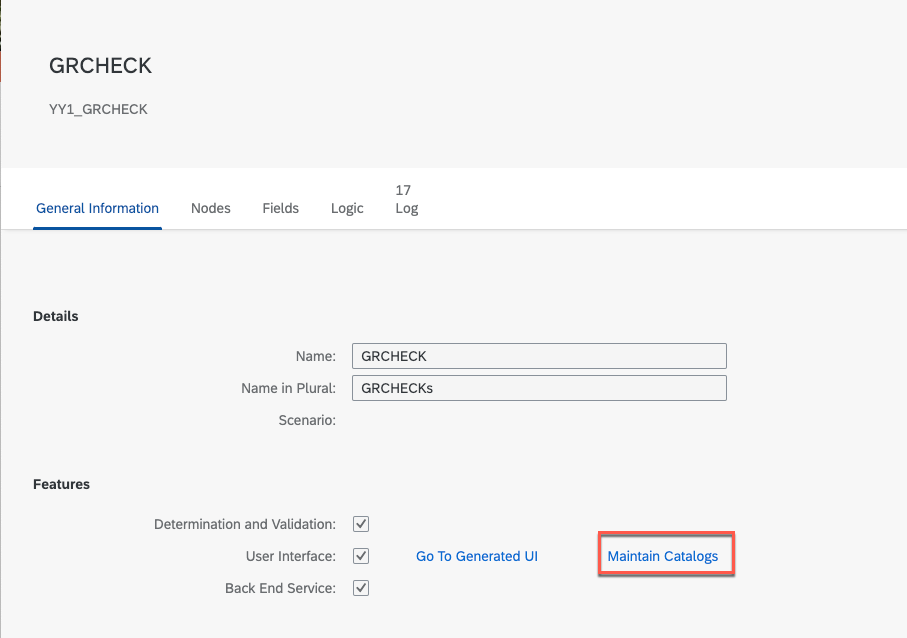 GRCHECK
YY1_GRCHECK
General Information
Nodes
Fields
Logic
17
Log
Details
Name: GRCHECK
Name in Plural: GRCHECKs
Scenario:
Features
Determination and Validation:
User Interface: Go To Generated UI Maintain Catalogs
Back End Service: